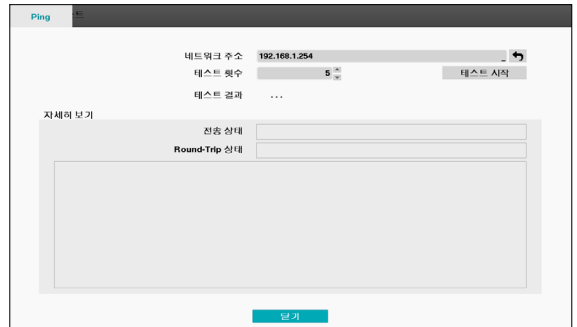 Ping
네트워크 주소 192.168.1.254 _
테스트 횟수 5 테스트 시작
테스트 결과 ...
자세히 보기
전송 상태
Round-Trip 상태
닫기